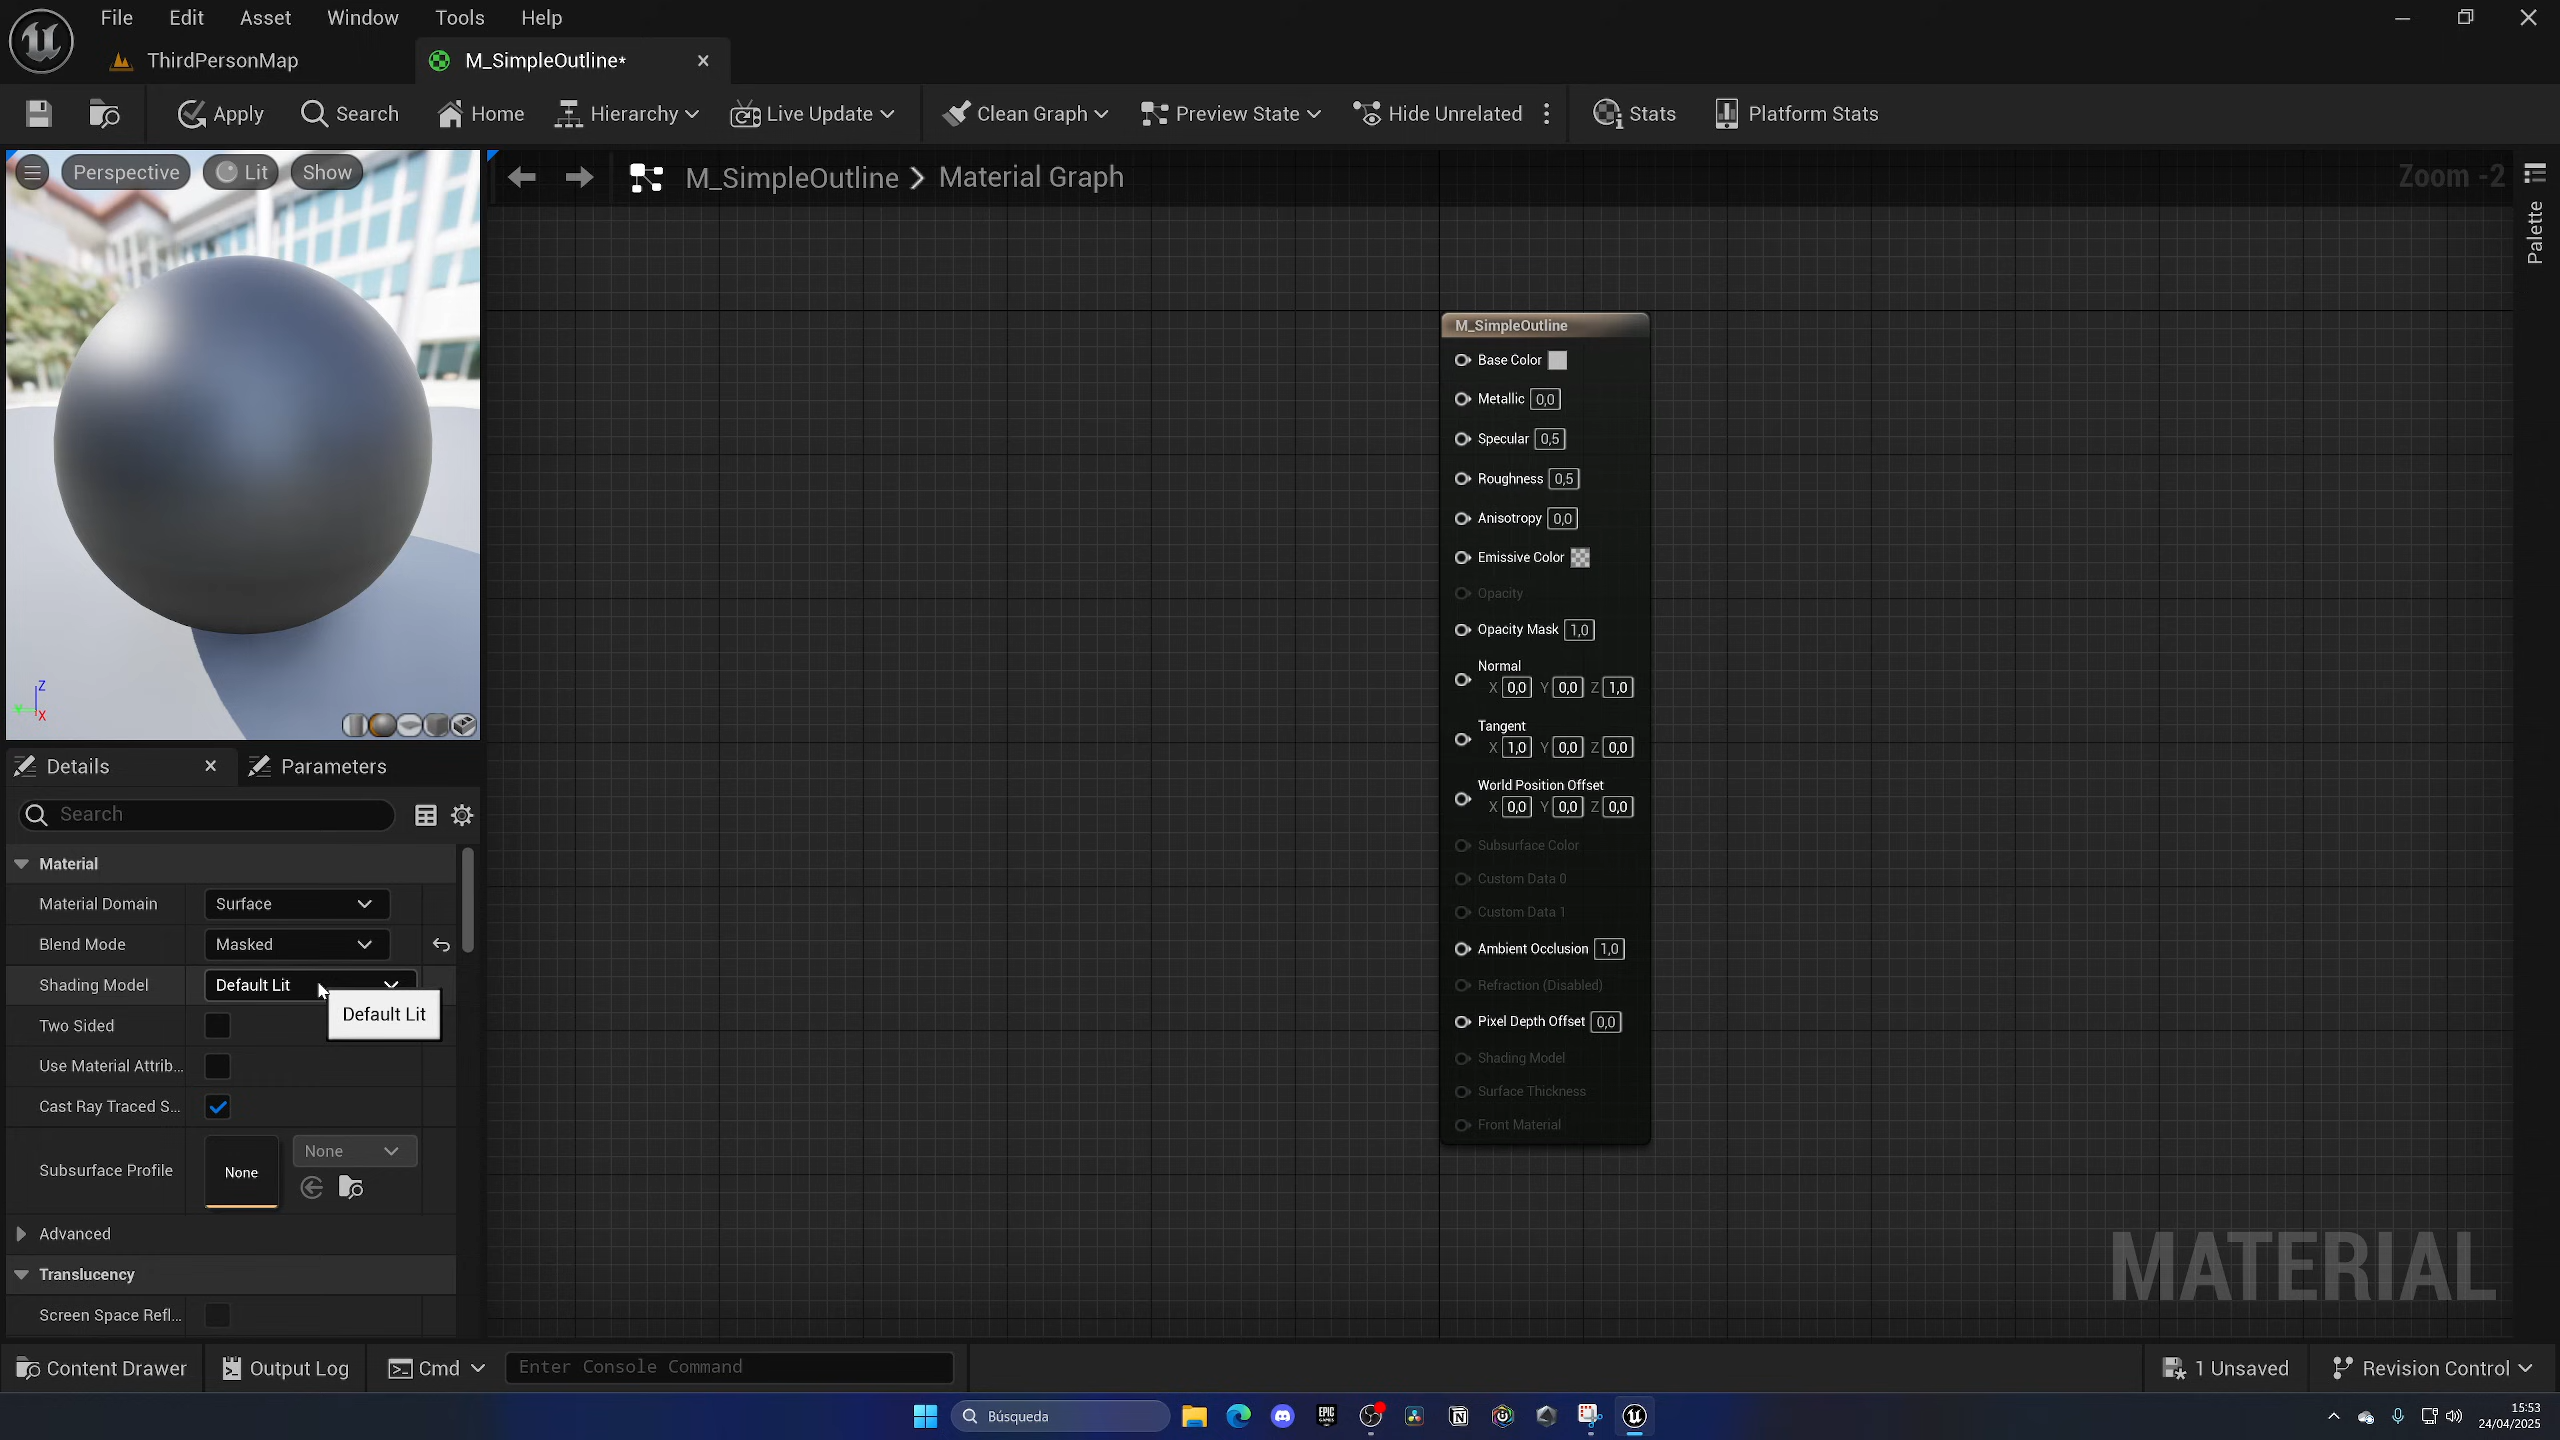 File Edit Asset Window Tools Help
ThirdPersonMap
M_SimpleOutline*
Apply
Search
Home
Hierarchy
Live Update
Clean Graph
Preview State
Hide Unrelated
Stats
Platform Stats
Perspective
Lit
Show
M_SimpleOutline > Material Graph
Zoom -2
Palette
M_SimpleOutline
Base Color
Metallic 0,0
Specular 0,5
Roughness 0,5
Anisotropy 0,0
Emissive Color
Opacity
Opacity Mask 1,0
Normal
X 0,0 Y 0,0 Z 1,0
Tangent
X 1,0 Y 0,0 Z 0,0
World Position Offset
X 0,0 Y 0,0 Z 0,0
Subsurface Color
Custom Data 0
Custom Data 1
Ambient Occlusion 1,0
Refraction (Disabled)
Pixel Depth Offset 0,0
Shading Model
Surface Thickness
Front Material
MATERIAL
Z
Y
X
Details
Parameters
Search
Material
Material Domain Surface
Blend Mode Masked
Shading Model Default Lit
Default Lit
Two Sided
Use Material Attrib...
Cast Ray Traced S...
Subsurface Profile None None
Advanced
Translucency
Screen Space Refl...
Content Drawer
Output Log
Cmd
Enter Console Command
1 Unsaved
Revision Control
Búsqueda
EPIC GAMES
15:53
24/04/2025